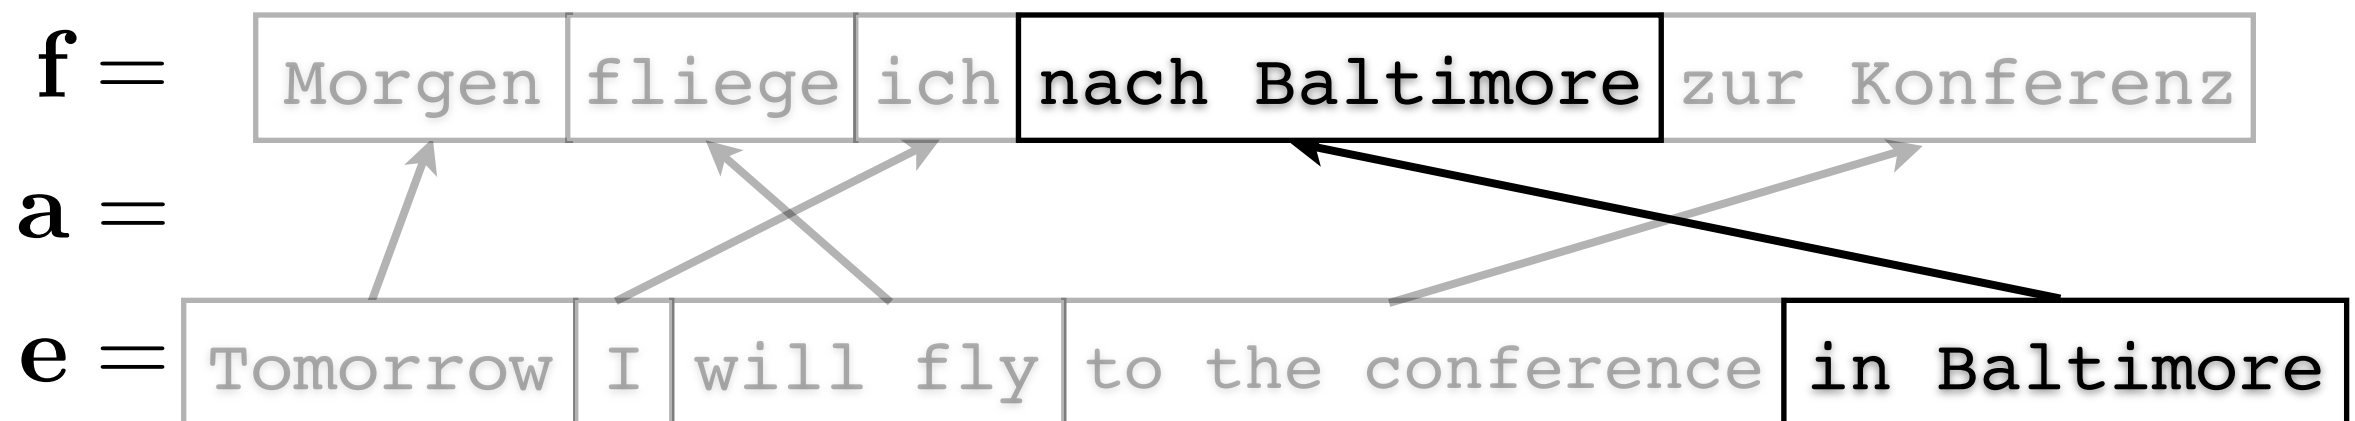 f = Morgen fliege ich nach Baltimore zur Konferenz
a =
e = Tomorrow I will fly to the conference in Baltimore